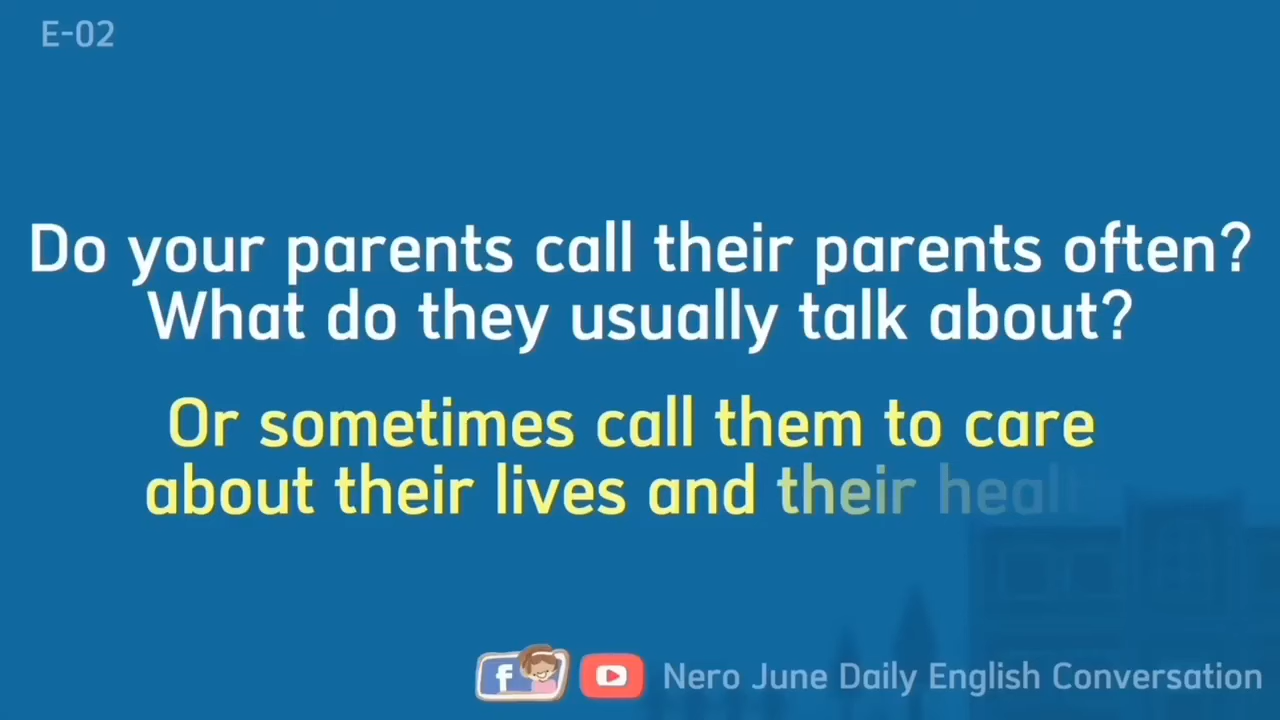 E-02
Do your parents call their parents often?
What do they usually talk about?
Or sometimes call them to care
about their lives and their healt
f
Nero June Daily English Conversation